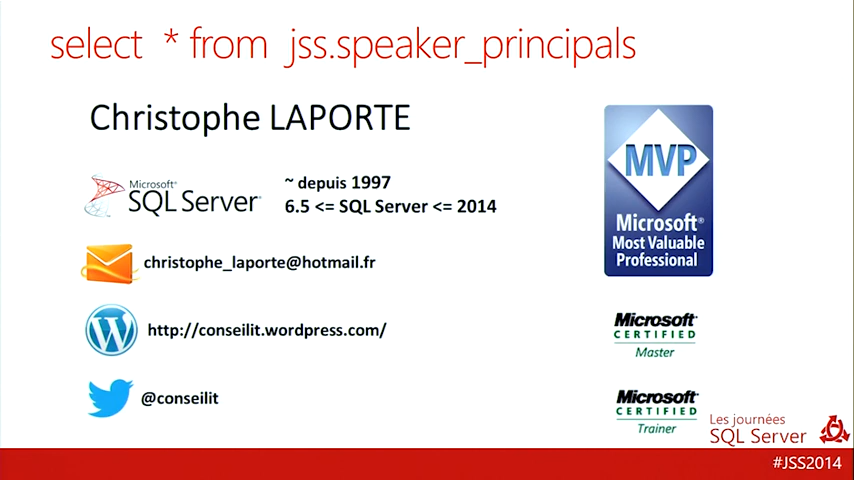 select * from jss.speaker_principals
Christophe LAPORTE
Microsoft®
SQL Server®
~ depuis 1997
6.5 <= SQL Server <= 2014
christophe_laporte@hotmail.fr
http://conseilit.wordpress.com/
@conseilit
MVP
Microsoft®
Most Valuable
Professional
Microsoft®
CERTIFIED
Master
Microsoft®
CERTIFIED
Trainer
Les journées
SQL Server
#JSS2014